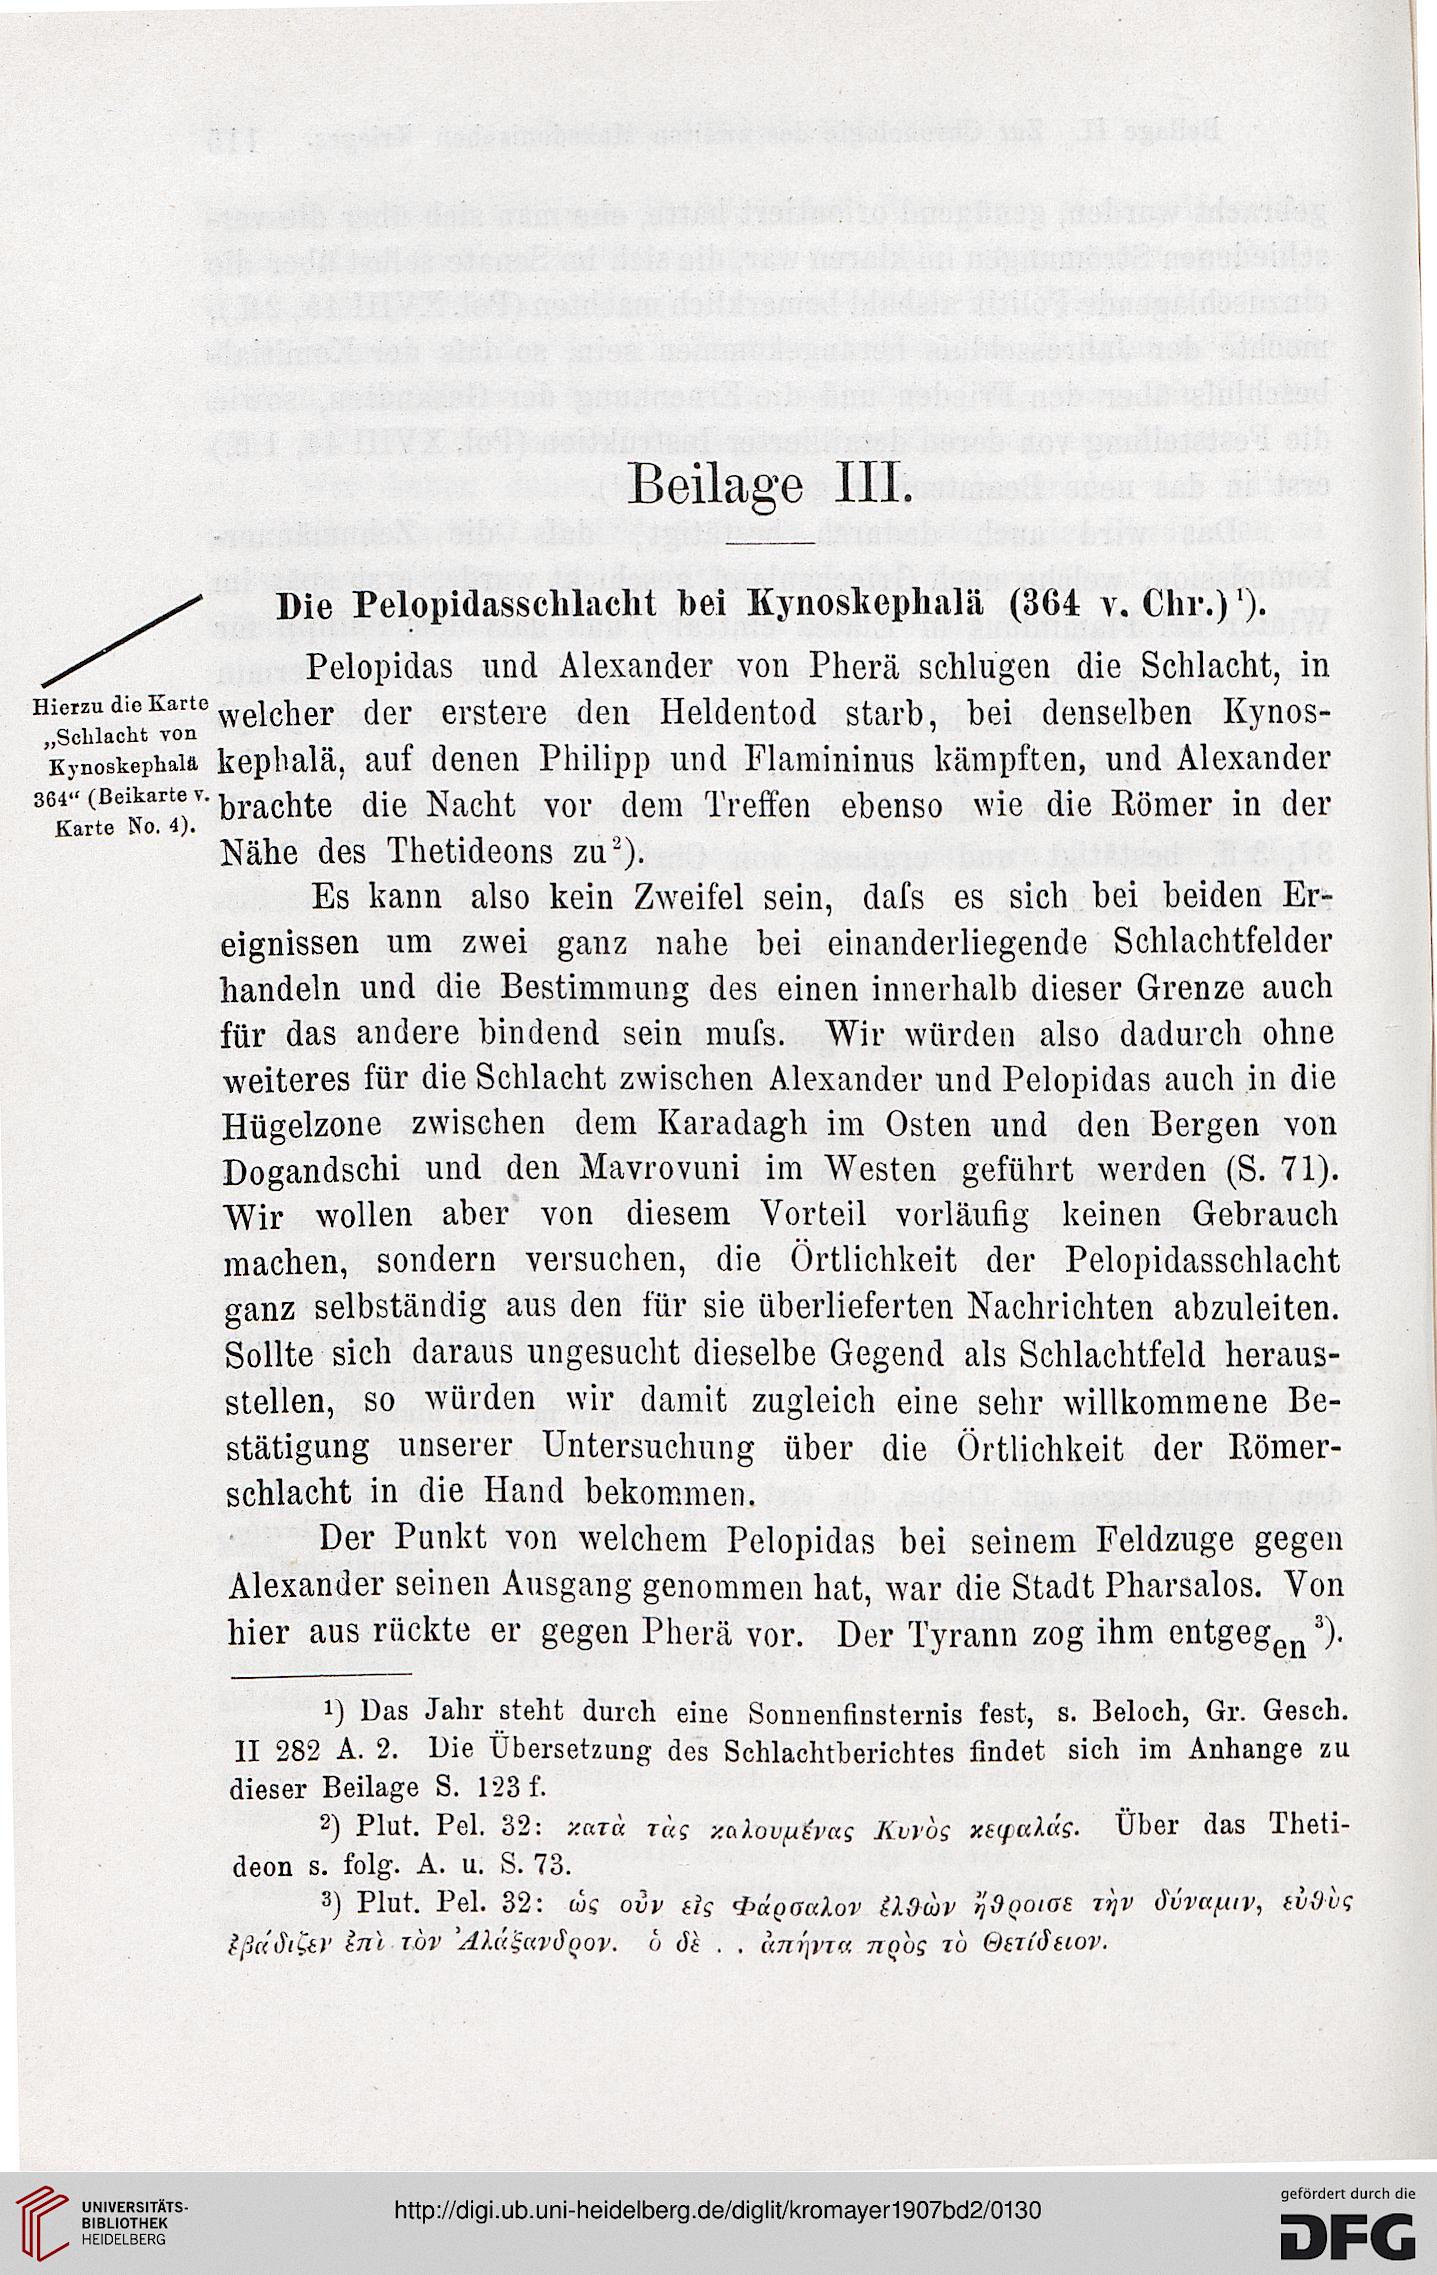 Beilage III.
Die Pelopidasschlacht bei Kynoskephalä (364 v. Chr.)¹).
Hierzu die Karte
„Schlacht von
Kynoskephalä
364“ (Beikarte v.
Karte No. 4).
Pelopidas und Alexander von Pherä schlugen die Schlacht, in
welcher der erstere den Heldentod starb, bei denselben Kynos-
kephalä, auf denen Philipp und Flamininus kämpften, und Alexander
brachte die Nacht vor dem Treffen ebenso wie die Römer in der
Nähe des Thetideons zu²).
Es kann also kein Zweifel sein, daſs es sich bei beiden Er-
eignissen um zwei ganz nahe bei einanderliegende Schlachtfelder
handeln und die Bestimmung des einen innerhalb dieser Grenze auch
für das andere bindend sein muſs. Wir würden also dadurch ohne
weiteres für die Schlacht zwischen Alexander und Pelopidas auch in die
Hügelzone zwischen dem Karadagh im Osten und den Bergen von
Dogandschi und den Mavrovuni im Westen geführt werden (S. 71).
Wir wollen aber von diesem Vorteil vorläufig keinen Gebrauch
machen, sondern versuchen, die Örtlichkeit der Pelopidasschlacht
ganz selbständig aus den für sie überlieferten Nachrichten abzuleiten.
Sollte sich daraus ungesucht dieselbe Gegend als Schlachtfeld heraus-
stellen, so würden wir damit zugleich eine sehr willkommene Be-
stätigung unserer Untersuchung über die Örtlichkeit der Römer-
schlacht in die Hand bekommen.
Der Punkt von welchem Pelopidas bei seinem Feldzuge gegen
Alexander seinen Ausgang genommen hat, war die Stadt Pharsalos. Von
hier aus rückte er gegen Pherä vor. Der Tyrann zog ihm entgegen³).
¹) Das Jahr steht durch eine Sonnenfinsternis fest, s. Beloch, Gr. Gesch.
II 282 A. 2. Die Übersetzung des Schlachtberichtes findet sich im Anhange zu
dieser Beilage S. 123 f.
²) Plut. Pel. 32: κατὰ τὰς καλουμένας Κυνὸς κεφαλάς. Über das Theti-
deon s. folg. A. u. S. 73.
³) Plut. Pel. 32: ὡς οὖν εἰς Φάρσαλον ἐλθὼν ἤθροισε τὴν δύναμιν, εὐθὺς
ἐβάδιζεν ἐπὶ τὸν Ἀλέξανδρον. ὁ δὲ . . ἀπήντα πρὸς τὸ Θετίδειον.
UNIVERSITÄTS-
BIBLIOTHEK
HEIDELBERG
http://digi.ub.uni-heidelberg.de/diglit/kromayer1907bd2/0130
gefördert durch die
DFG